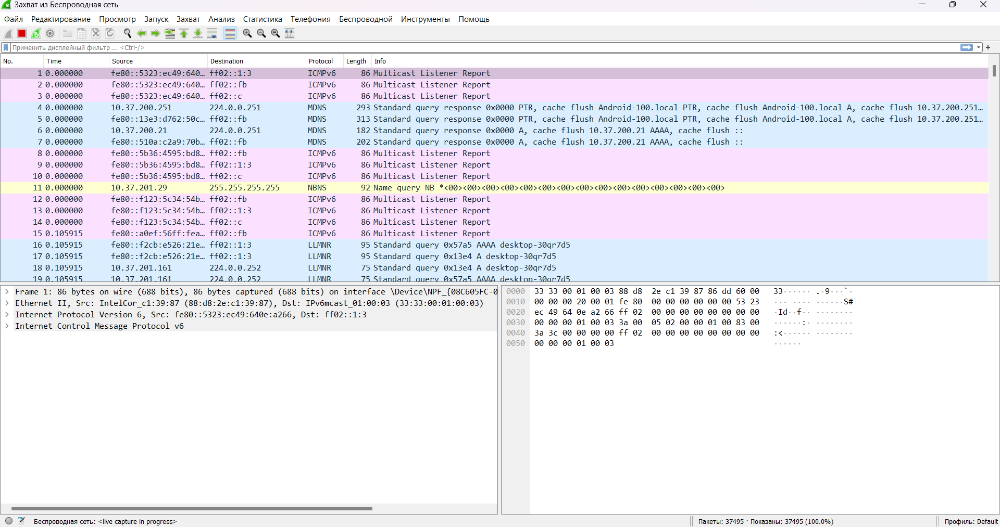 Захват из Беспроводная сеть
Файл Редактирование Просмотр Запуск Захват Анализ Статистика Телефония Беспроводной Инструменты Помощь
Применить дисплейный фильтр ... <Ctrl-/>
No. Time Source Destination Protocol Length Info
1 0.000000 fe80::5323:ec49:640… ff02::1:3 ICMPv6 86 Multicast Listener Report
2 0.000000 fe80::5323:ec49:640… ff02::fb ICMPv6 86 Multicast Listener Report
3 0.000000 fe80::5323:ec49:640… ff02::c ICMPv6 86 Multicast Listener Report
4 0.000000 10.37.200.251 224.0.0.251 MDNS 293 Standard query response 0x0000 PTR, cache flush Android-100.local PTR, cache flush Android-100.local A, cache flush 10.37.200.251…
5 0.000000 fe80::13e3:d762:50c… ff02::fb MDNS 313 Standard query response 0x0000 PTR, cache flush Android-100.local PTR, cache flush Android-100.local A, cache flush 10.37.200.251…
6 0.000000 10.37.200.21 224.0.0.251 MDNS 182 Standard query response 0x0000 A, cache flush 10.37.200.21 AAAA, cache flush ::
7 0.000000 fe80::510a:c2a9:70b… ff02::fb MDNS 202 Standard query response 0x0000 A, cache flush 10.37.200.21 AAAA, cache flush ::
8 0.000000 fe80::5b36:4595:bd8… ff02::fb ICMPv6 86 Multicast Listener Report
9 0.000000 fe80::5b36:4595:bd8… ff02::1:3 ICMPv6 86 Multicast Listener Report
10 0.000000 fe80::5b36:4595:bd8… ff02::c ICMPv6 86 Multicast Listener Report
11 0.000000 10.37.201.29 255.255.255.255 NBNS 92 Name query NB *<00><00><00><00><00><00><00><00><00><00><00><00><00><00><00>
12 0.000000 fe80::f123:5c34:54b… ff02::fb ICMPv6 86 Multicast Listener Report
13 0.000000 fe80::f123:5c34:54b… ff02::1:3 ICMPv6 86 Multicast Listener Report
14 0.000000 fe80::f123:5c34:54b… ff02::c ICMPv6 86 Multicast Listener Report
15 0.105915 fe80::a0ef:56ff:fea… ff02::fb ICMPv6 86 Multicast Listener Report
16 0.105915 fe80::f2cb:e526:21e… ff02::1:3 LLMNR 95 Standard query 0x57a5 AAAA desktop-30qr7d5
17 0.105915 fe80::f2cb:e526:21e… ff02::1:3 LLMNR 95 Standard query 0x13e4 A desktop-30qr7d5
18 0.105915 10.37.201.161 224.0.0.252 LLMNR 75 Standard query 0x13e4 A desktop-30qr7d5
19 0.105915 10.37.201.161 224.0.0.252 LLMNR 75 Standard query 0x57a5 AAAA desktop-30qr7d5
Frame 1: 86 bytes on wire (688 bits), 86 bytes captured (688 bits) on interface \Device\NPF_{08C605FC-0
Ethernet II, Src: IntelCor_c1:39:87 (88:d8:2e:c1:39:87), Dst: IPv6mcast_01:00:03 (33:33:00:01:00:03)
Internet Protocol Version 6, Src: fe80::5323:ec49:640e:a266, Dst: ff02::1:3
Internet Control Message Protocol v6
0000 33 33 00 01 00 03 88 d8 2e c1 39 87 86 dd 60 00 33······ .·9···`·
0010 00 00 00 20 00 01 fe 80 00 00 00 00 00 00 53 23 ··· ···· ······S#
0020 ec 49 64 0e a2 66 ff 02 00 00 00 00 00 00 00 00 ·Id··f·· ········
0030 00 00 00 01 00 03 3a 00 05 02 00 00 01 00 83 00 ······:· ········
0040 3a 3c 00 00 00 00 ff 02 00 00 00 00 00 00 00 00 :<······ ········
0050 00 00 00 01 00 03 ······
Беспроводная сеть: <live capture in progress>
Пакеты: 37495 · Показаны: 37495 (100.0%)
Профиль: Default